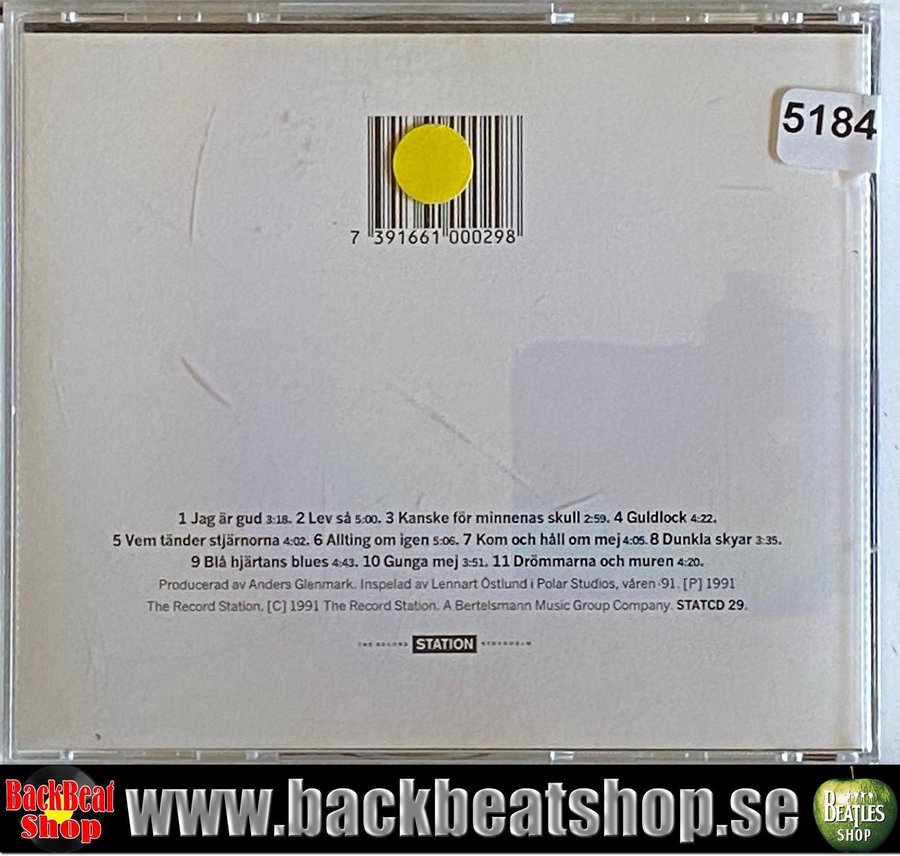 5184
7 391661 000298
1 Jag är gud 3:18. 2 Lev så 5:00. 3 Kanske för minnenas skull 2:59. 4 Guldlock 4:22.
5 Vem tänder stjärnorna 4:02. 6 Allting om igen 5:06. 7 Kom och håll om mej 4:05. 8 Dunkla skyar 3:35.
9 Blå hjärtans blues 4:43. 10 Gunga mej 3:51. 11 Drömmarna och muren 4:20.
Producerad av Anders Glenmark. Inspelad av Lennart Östlund i Polar Studios, våren ·91. [P] 1991
The Record Station. [C] 1991 The Record Station. A Bertelsmann Music Group Company. STATCD 29.
THE RECORD STATION STOCKHOLM
BackBeat
Shop
www.backbeatshop.se
BEATLES
SHOP